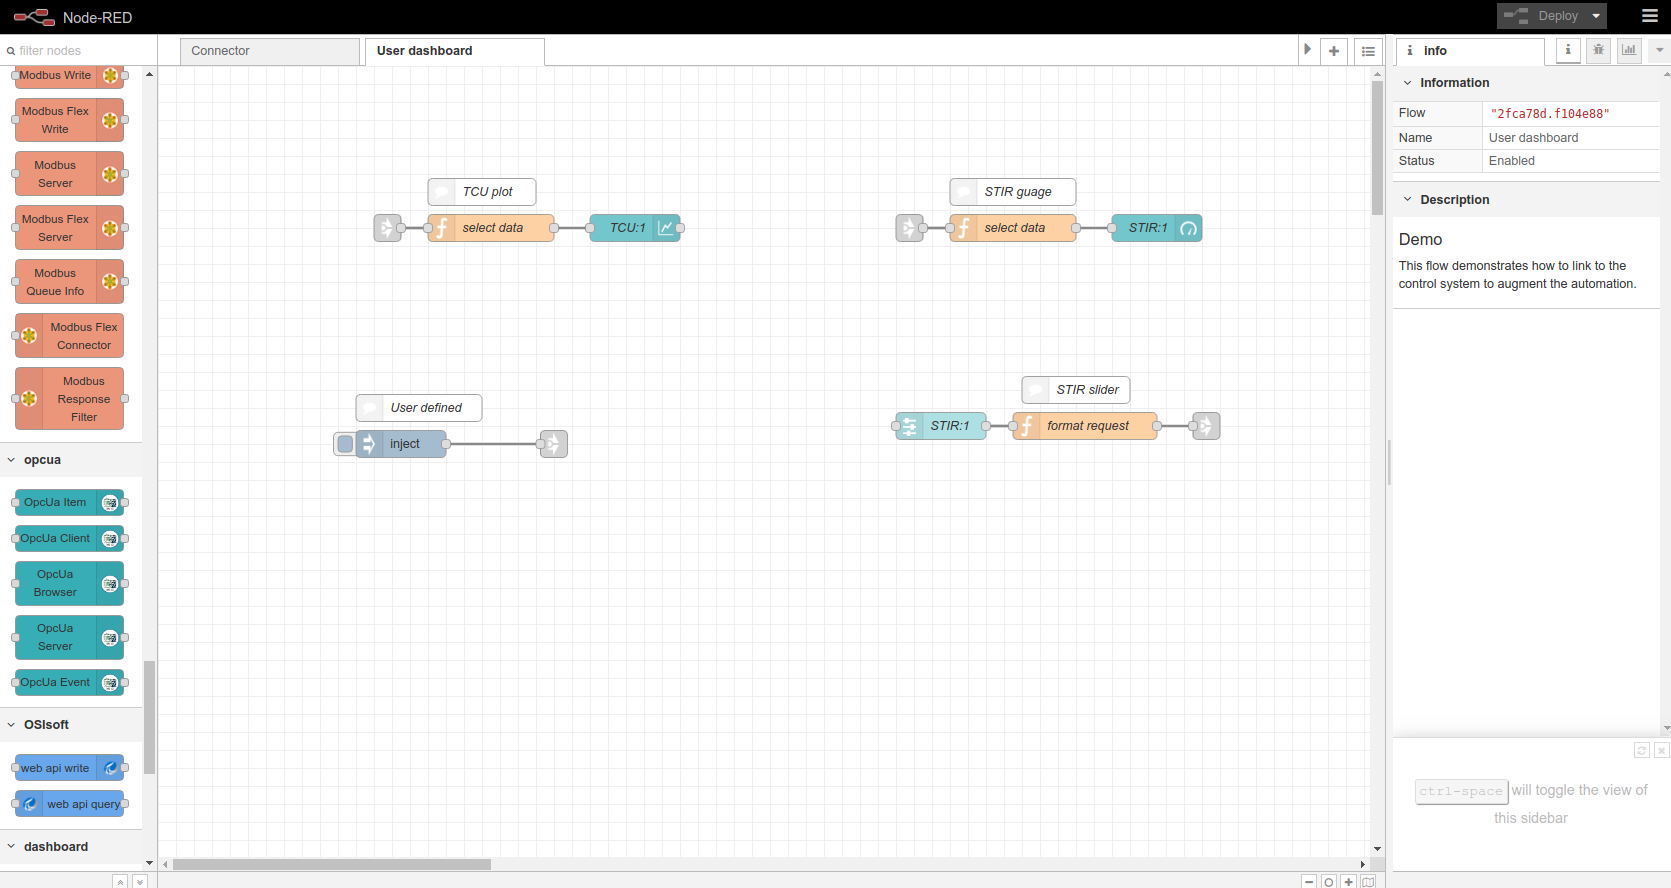 Node-RED
Deploy
filter nodes
Connector
User dashboard
info
i
Modbus Write
Modbus Flex
Write
Modbus
Server
Modbus Flex
Server
Modbus
Queue Info
Modbus Flex
Connector
Modbus
Response
Filter
opcua
OpcUa Item
OpcUa Client
OpcUa
Browser
OpcUa
Server
OpcUa Event
OSIsoft
web api write
web api query
dashboard
TCU plot
select data
TCU:1
STIR guage
select data
STIR:1
User defined
inject
STIR slider
STIR:1
format request
Information
Flow "2fca78d.f104e88"
Name User dashboard
Status Enabled
Description
Demo
This flow demonstrates how to link to the
control system to augment the automation.
ctrl-space will toggle the view of
this sidebar